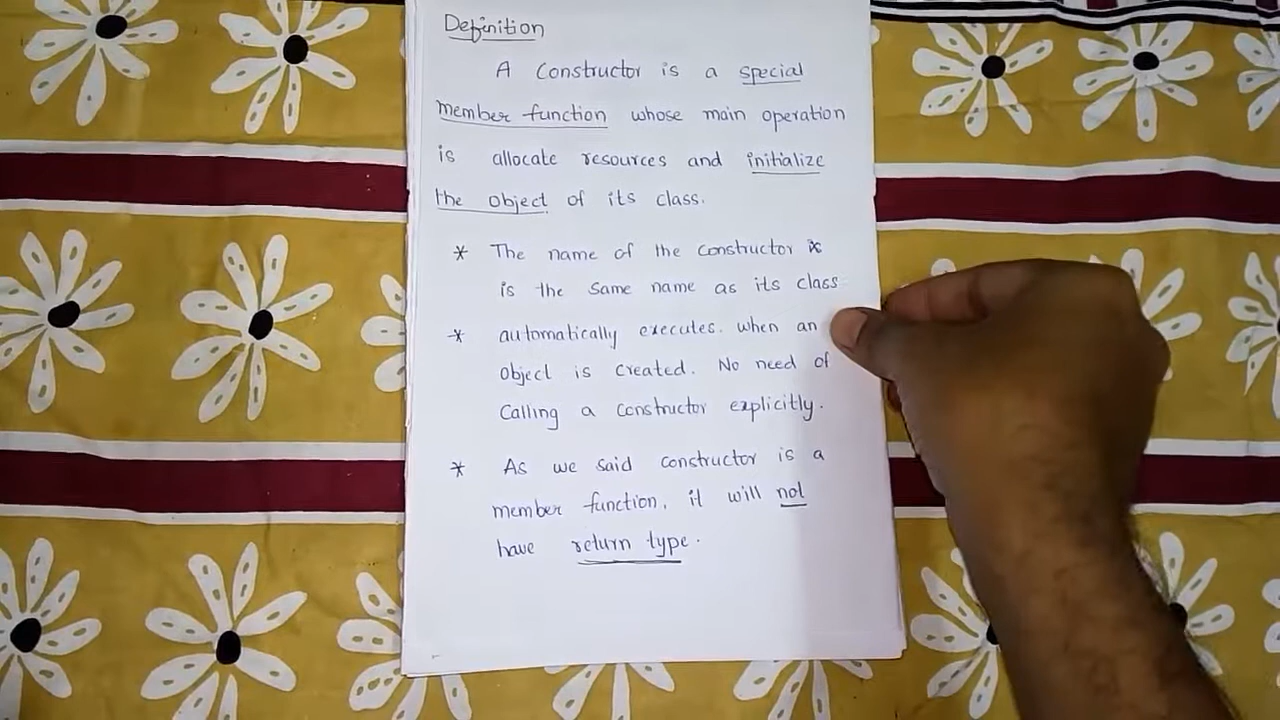 Definition
A Constructor is a special
member function whose main operation
is allocate resources and initialize
the object of its class.
* The name of the constructor
is the same name as its class
* automatically executes. when an
object is created. No need of
Calling a constructor explicitly.
* As we said constructor is a
member function, it will not
have return type.